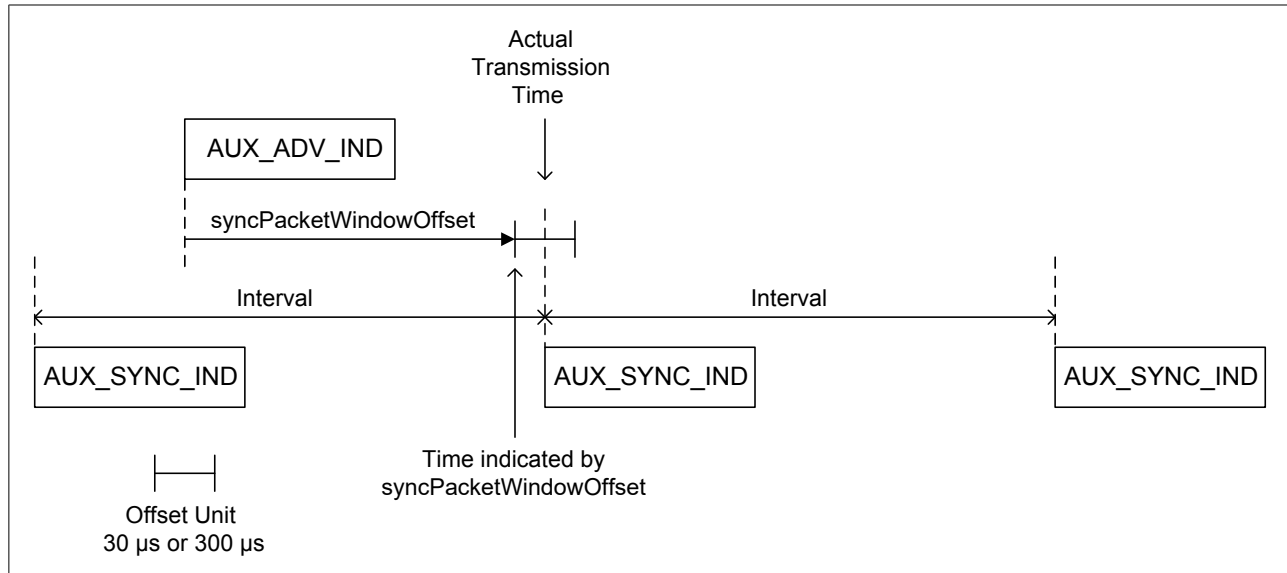 Actual
Transmission
Time
AUX_ADV_IND
syncPacketWindowOffset
Interval
Interval
AUX_SYNC_IND
AUX_SYNC_IND
AUX_SYNC_IND
Time indicated by
syncPacketWindowOffset
Offset Unit
30 µs or 300 µs